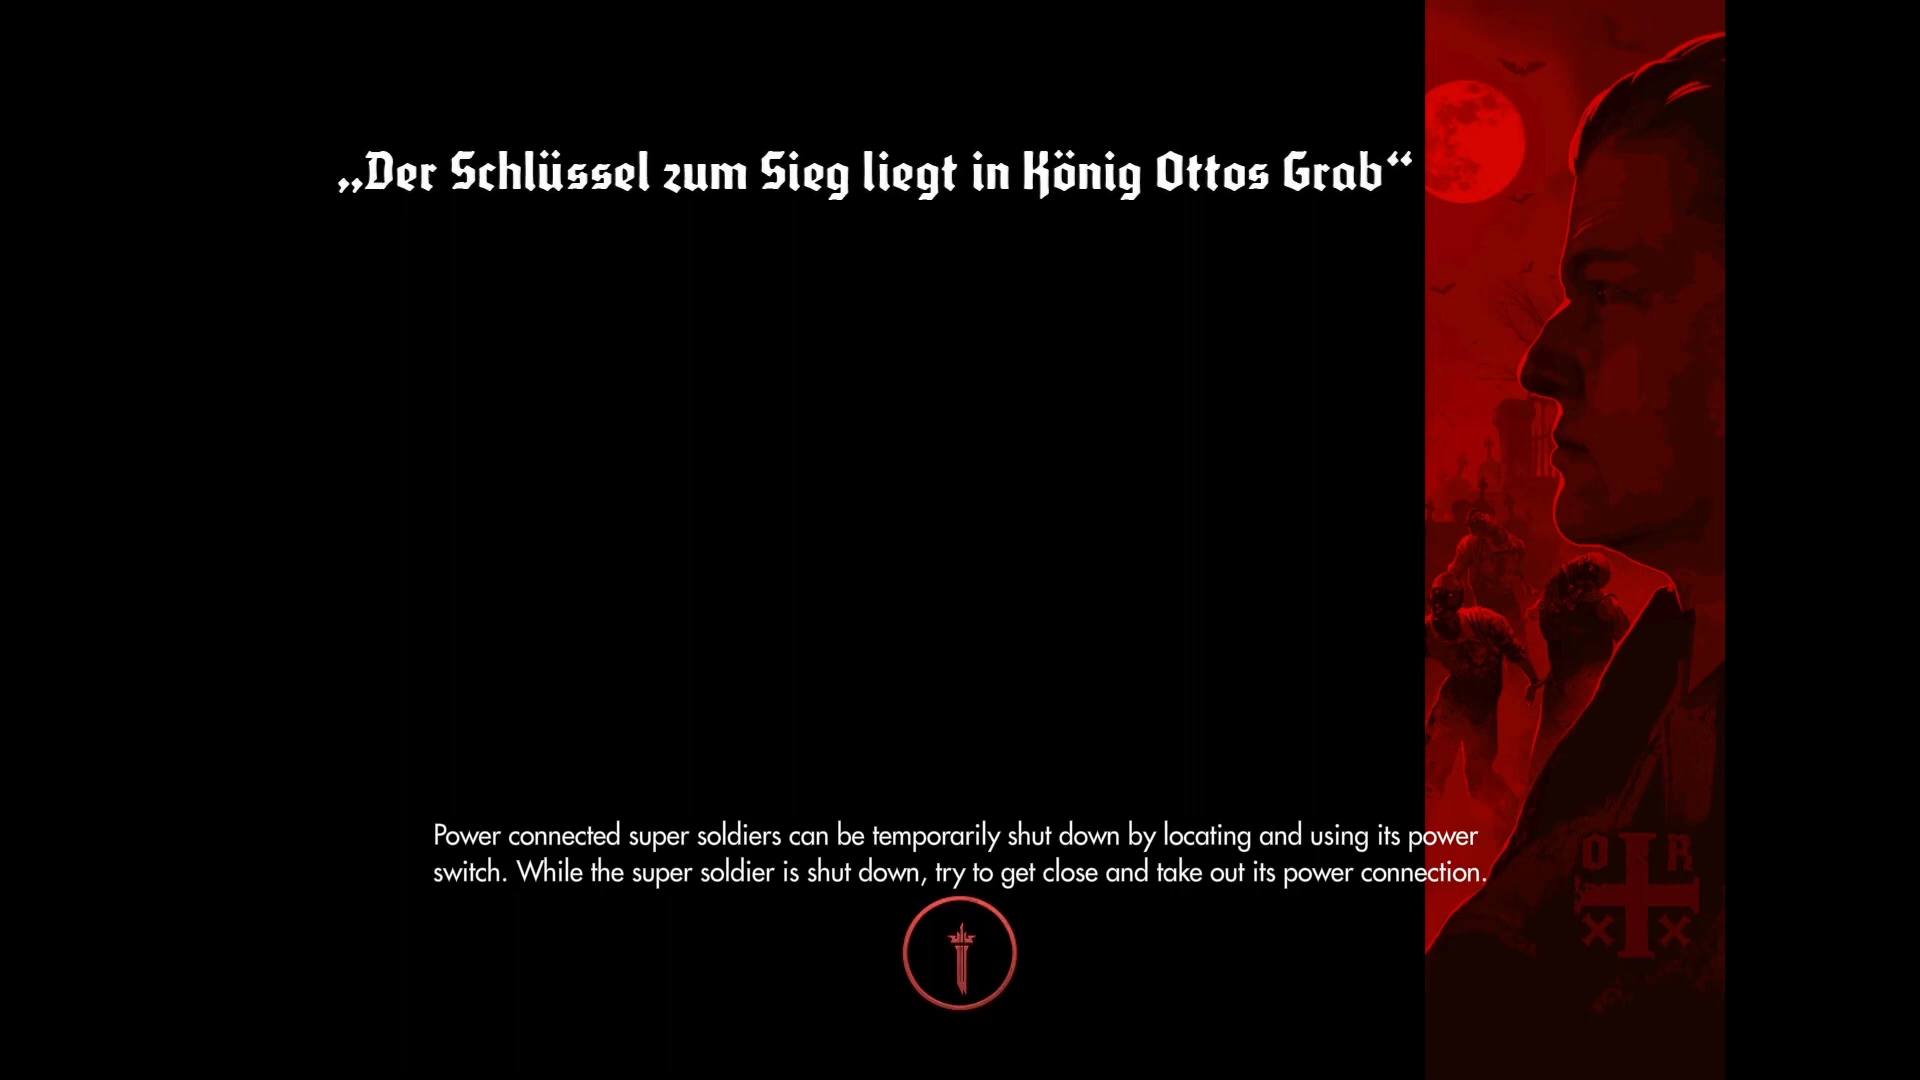 „Der Schlüssel zum Sieg liegt in König Ottos Grab“
Power connected super soldiers can be temporarily shut down by locating and using its power
switch. While the super soldier is shut down, try to get close and take out its power connection.
O R
X X